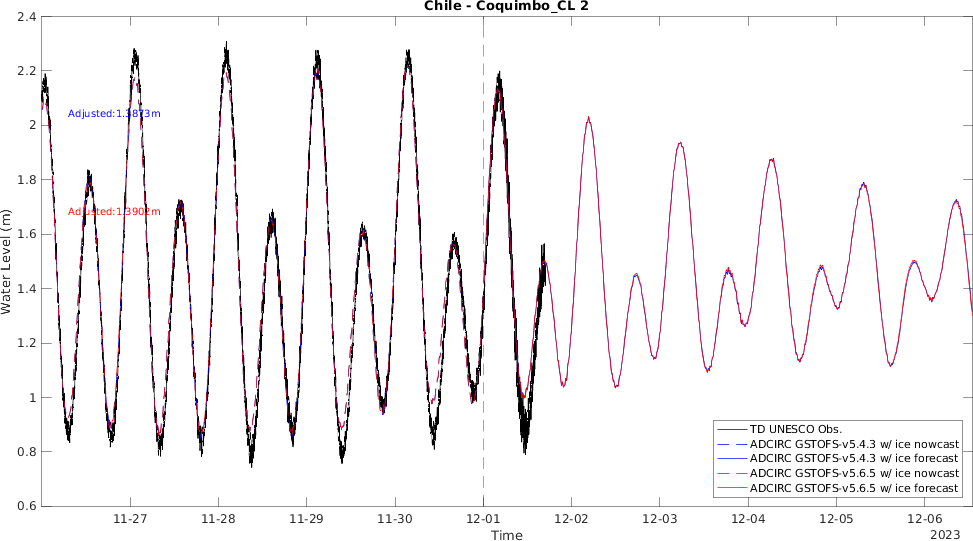 Chile - Coquimbo_CL 2
2.4
2.2
2
1.8
1.6
1.4
1.2
1
0.8
0.6
Water Level (m)
Adjusted:1.3873m
Adjusted:1.3902m
TD UNESCO Obs.
ADCIRC GSTOFS-v5.4.3 w/ ice nowcast
ADCIRC GSTOFS-v5.4.3 w/ ice forecast
ADCIRC GSTOFS-v5.6.5 w/ ice nowcast
ADCIRC GSTOFS-v5.6.5 w/ ice forecast
11-27 11-28 11-29 11-30 12-01 12-02 12-03 12-04 12-05 12-06
Time
2023